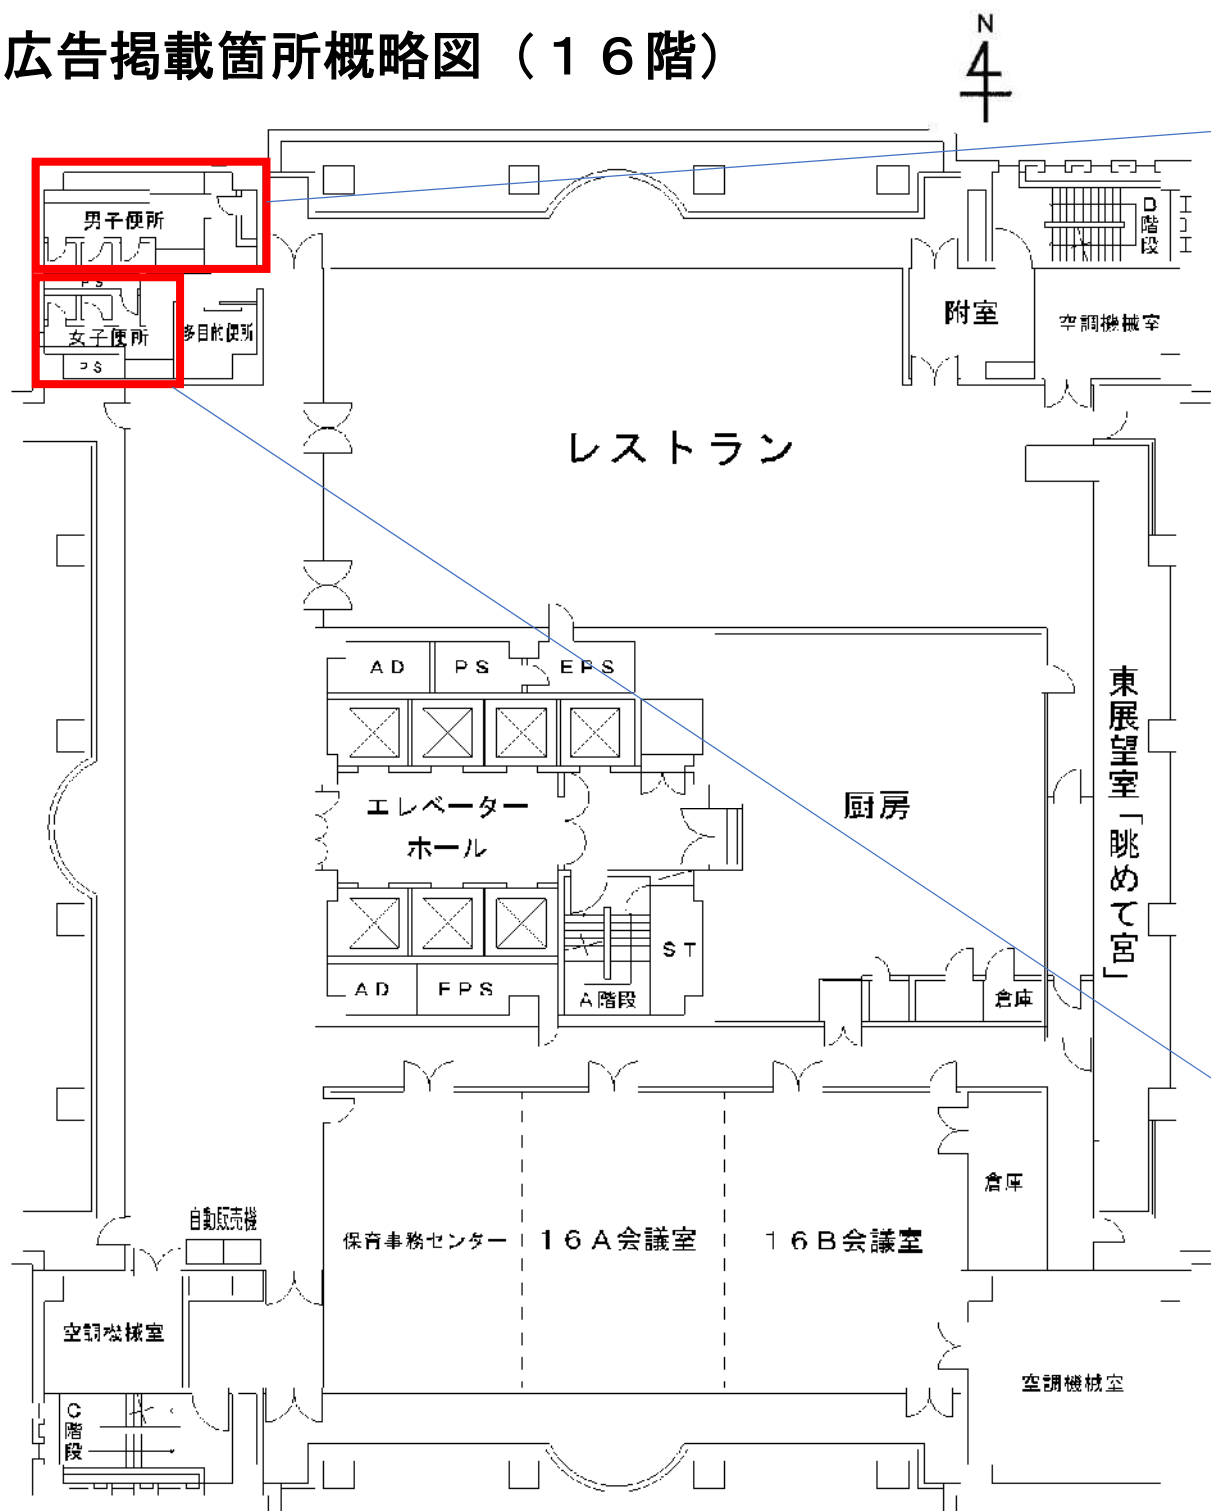 広告掲載箇所概略図（１６階）
N
男子便所
PS
女子便所
多目的便所
PS
D階段
附室
空調機械室
レストラン
AD
PS
EPS
エレベーター
ホール
厨房
東展望室「眺めて宮」
AD
EPS
A階段
ST
倉庫
自動販売機
保育事務センター
１６A会議室
１６B会議室
倉庫
空調機械室
空調機械室
C階段